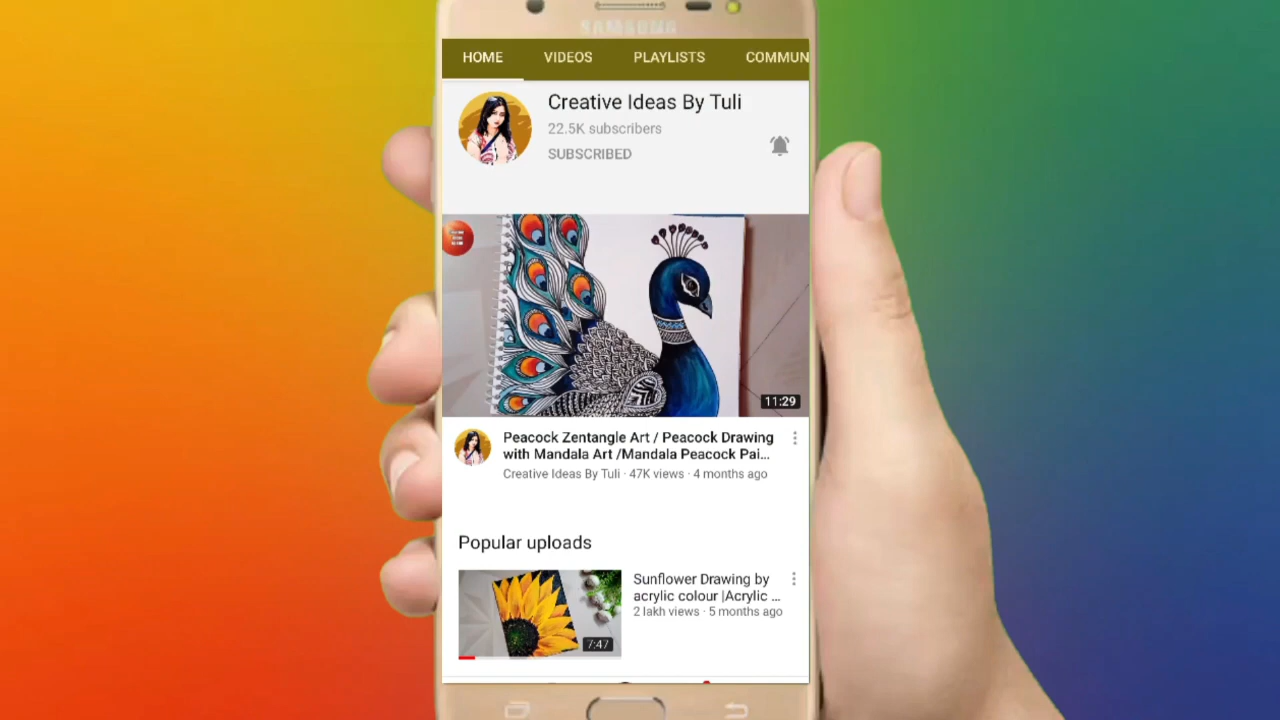 SAMSUNG
HOME VIDEOS PLAYLISTS COMMUN
Creative Ideas By Tuli
22.5K subscribers
SUBSCRIBED
11:29
Peacock Zentangle Art / Peacock Drawing
with Mandala Art /Mandala Peacock Pai...
Creative Ideas By Tuli · 47K views · 4 months ago
Popular uploads
Sunflower Drawing by
acrylic colour |Acrylic ...
2 lakh views · 5 months ago
7:47